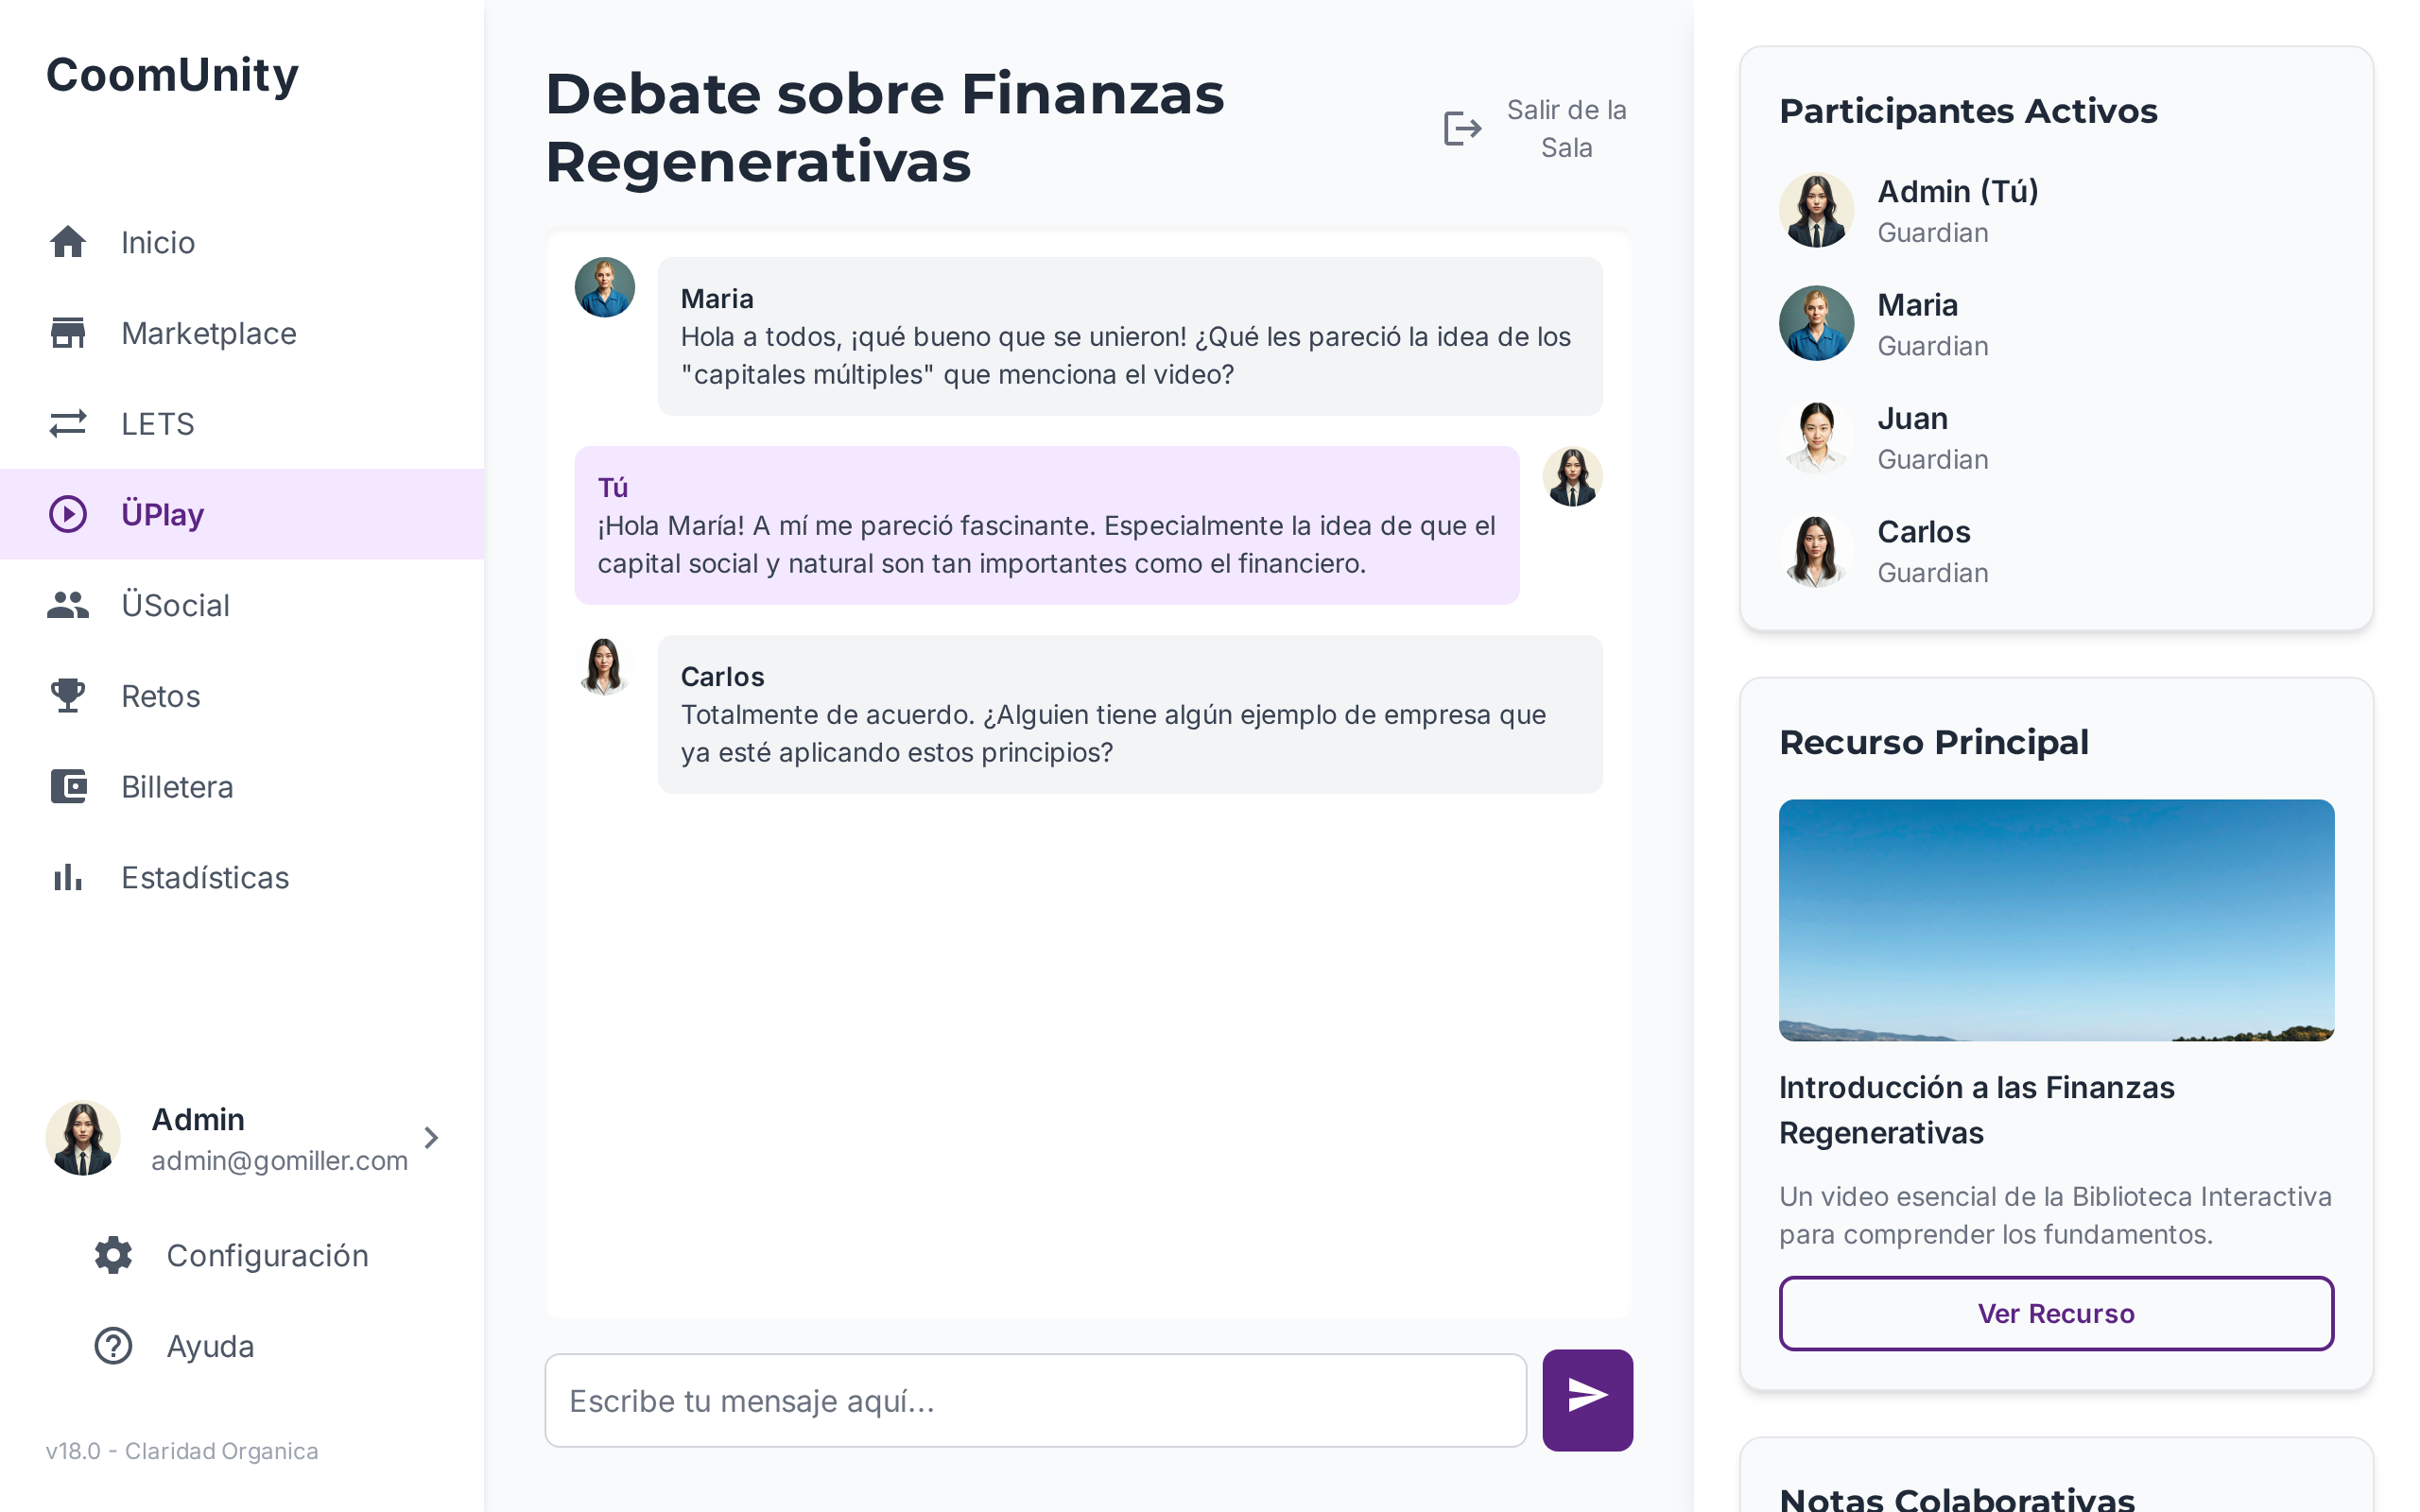 CoomUnity
Inicio
Marketplace
LETS
ÜPlay
ÜSocial
Retos
Billetera
Estadísticas
Admin
admin@gomiller.com
Configuración
Ayuda
v18.0 - Claridad Organica
Debate sobre Finanzas
Regenerativas
Salir de la
Sala
Maria
Hola a todos, ¡qué bueno que se unieron! ¿Qué les pareció la idea de los
"capitales múltiples" que menciona el video?
Tú
¡Hola María! A mí me pareció fascinante. Especialmente la idea de que el
capital social y natural son tan importantes como el financiero.
Carlos
Totalmente de acuerdo. ¿Alguien tiene algún ejemplo de empresa que
ya esté aplicando estos principios?
Escribe tu mensaje aquí...
Participantes Activos
Admin (Tú)
Guardian
Maria
Guardian
Juan
Guardian
Carlos
Guardian
Recurso Principal
Introducción a las Finanzas
Regenerativas
Un video esencial de la Biblioteca Interactiva
para comprender los fundamentos.
Ver Recurso
Notas Colaborativas